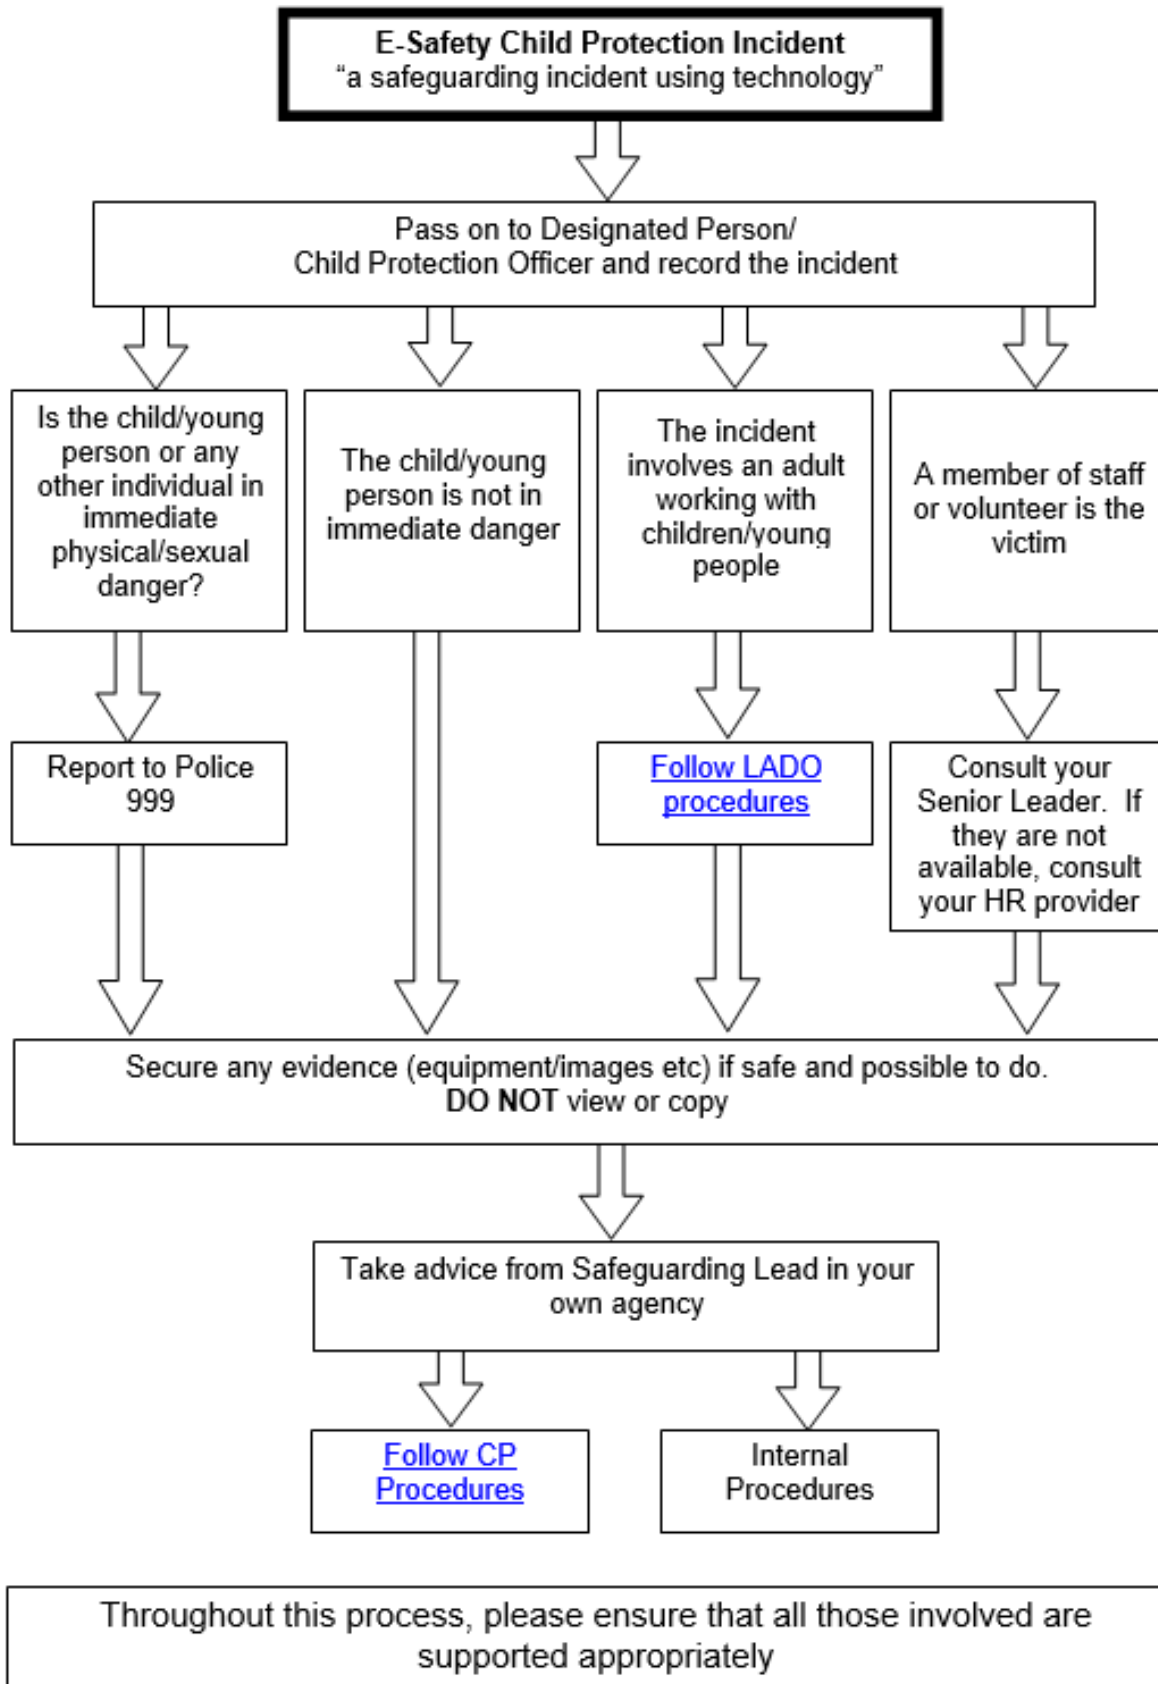 E-Safety Child Protection Incident
“a safeguarding incident using technology”
Pass on to Designated Person/
Child Protection Officer and record the incident
Is the child/young
person or any
other individual in
immediate
physical/sexual
danger?
The child/young
person is not in
immediate danger
The incident
involves an adult
working with
children/young
people
A member of staff
or volunteer is the
victim
Report to Police
999
Follow LADO
procedures
Consult your
Senior Leader.  If
they are not
available, consult
your HR provider
Secure any evidence (equipment/images etc) if safe and possible to do.
DO NOT view or copy
Take advice from Safeguarding Lead in your
own agency
Follow CP
Procedures
Internal
Procedures
Throughout this process, please ensure that all those involved are
supported appropriately